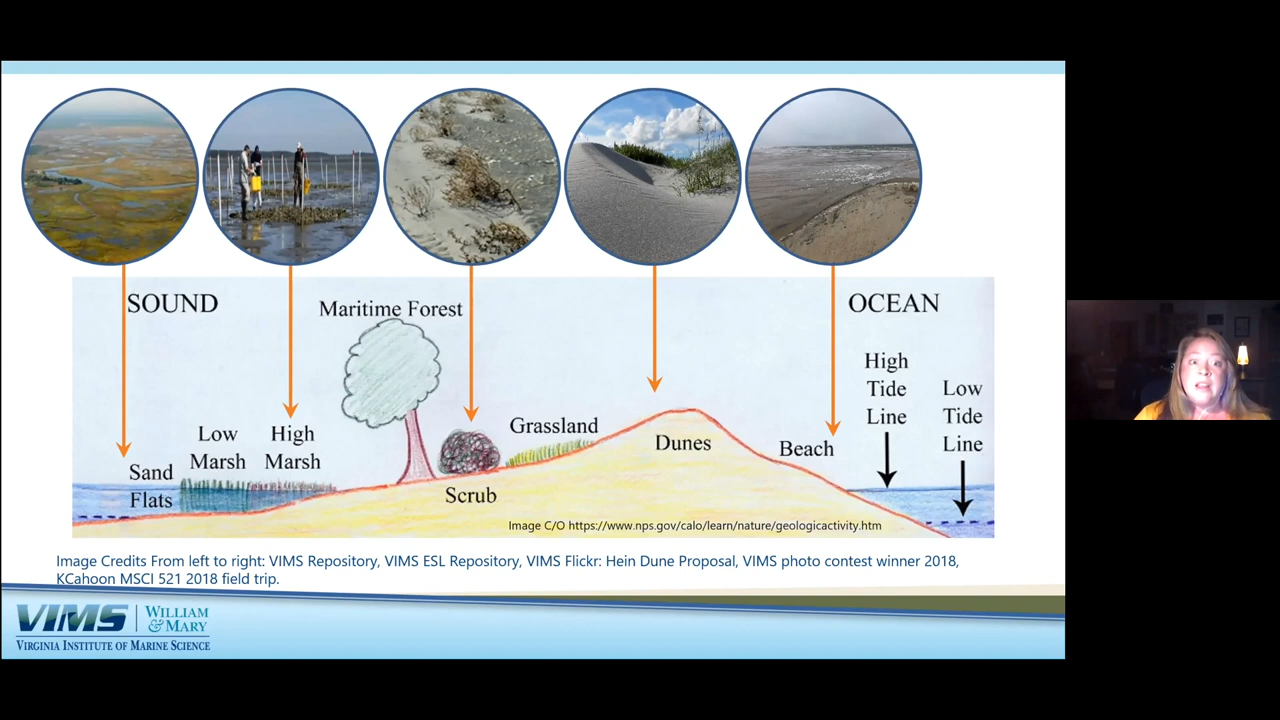 SOUND
OCEAN
Maritime Forest
High
Tide
Line
Low
Tide
Line
Low
Marsh
High
Marsh
Grassland
Dunes
Beach
Sand
Flats
Scrub
Image C/O https://www.nps.gov/calo/learn/nature/geologicactivity.htm
Image Credits From left to right: VIMS Repository, VIMS ESL Repository, VIMS Flickr: Hein Dune Proposal, VIMS photo contest winner 2018,
KCahoon MSCI 521 2018 field trip.
VIMS
WILLIAM
& MARY
VIRGINIA INSTITUTE OF MARINE SCIENCE